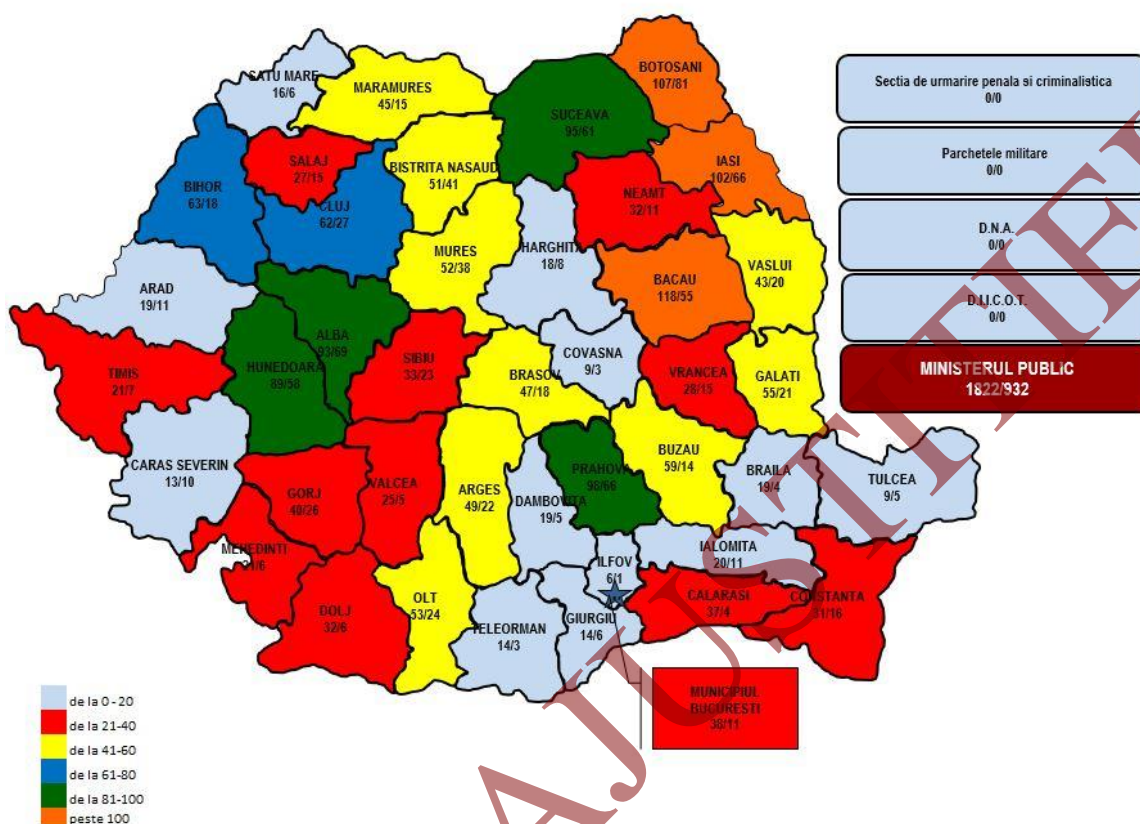 SATU MARE
16/6
MARAMURES
45/15
SUCEAVA
95/61
BOTOSANI
107/81
IASI
102/66
SALAJ
27/15
BISTRITA NASAUD
51/41
NEAMT
32/11
BIHOR
63/18
CLUJ
62/27
MURES
52/38
HARGHITA
18/8
BACAU
118/55
VASLUI
43/20
ARAD
19/11
ALBA
93/69
HUNEDOARA
89/58
SIBIU
33/23
BRASOV
47/18
COVASNA
9/3
VRANCEA
28/15
GALATI
55/21
TIMIS
21/7
CARAS SEVERIN
13/10
GORJ
40/26
VALCEA
25/5
ARGES
49/22
DAMBOVITA
19/5
PRAHOVA
98/66
BUZAU
59/14
BRAILA
19/4
TULCEA
9/5
MEHEDINTI
DOLJ
32/6
OLT
53/24
TELEORMAN
14/3
GIURGIU
14/6
ILFOV
6/1
IALOMITA
20/11
CALARASI
37/4
CONSTANTA
31/16
MUNICIPIUL
BUCURESTI
38/11
Sectia de urmarire penala si criminalistica
0/0
Parchetele militare
0/0
D.N.A.
0/0
D.I.I.C.O.T.
0/0
MINISTERUL PUBLIC
1822/932
de la 0 - 20
de la 21-40
de la 41-60
de la 61-80
de la 81-100
peste 100
AJUSTITIEI